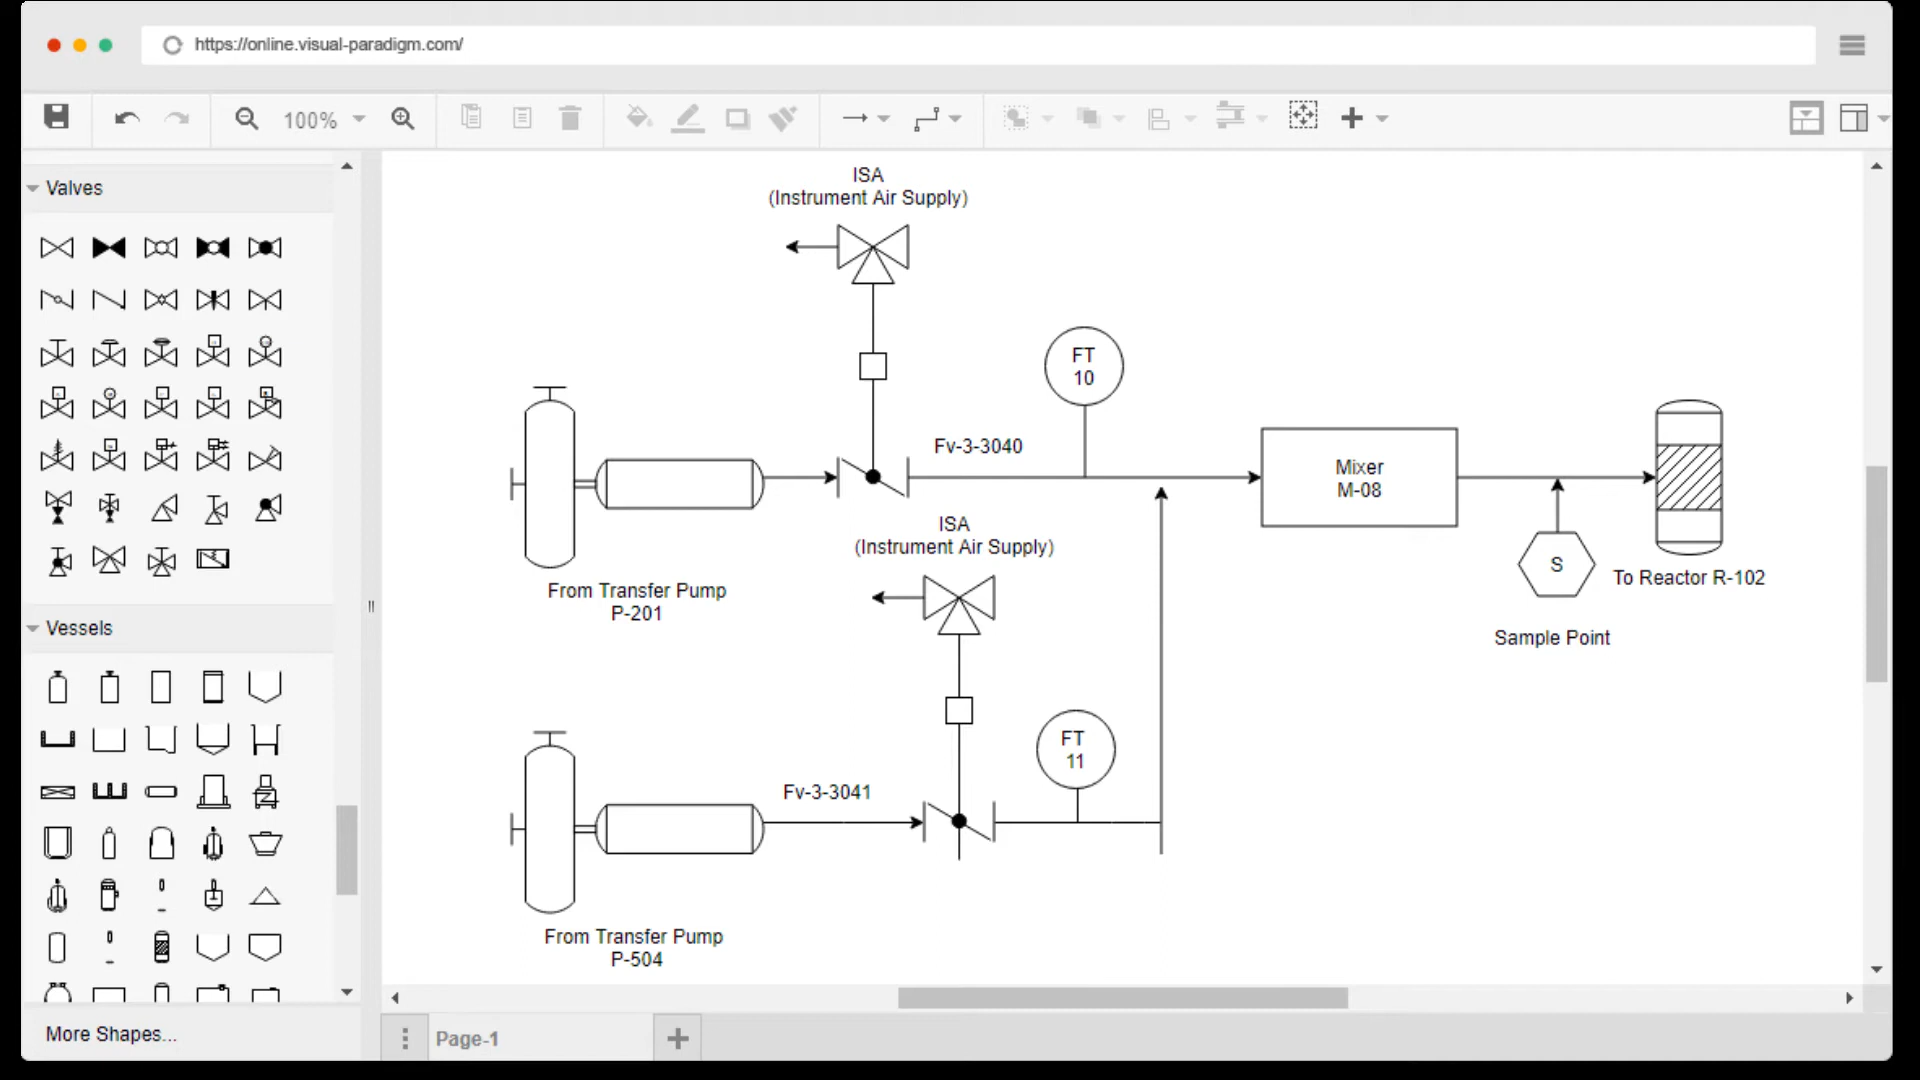 https://online.visual-paradigm.com/
100%
Valves
Vessels
More Shapes...
ISA
(Instrument Air Supply)
FT
10
Fv-3-3040
Mixer
M-08
ISA
(Instrument Air Supply)
S
To Reactor R-102
From Transfer Pump
P-201
Sample Point
FT
11
Fv-3-3041
From Transfer Pump
P-504
Page-1